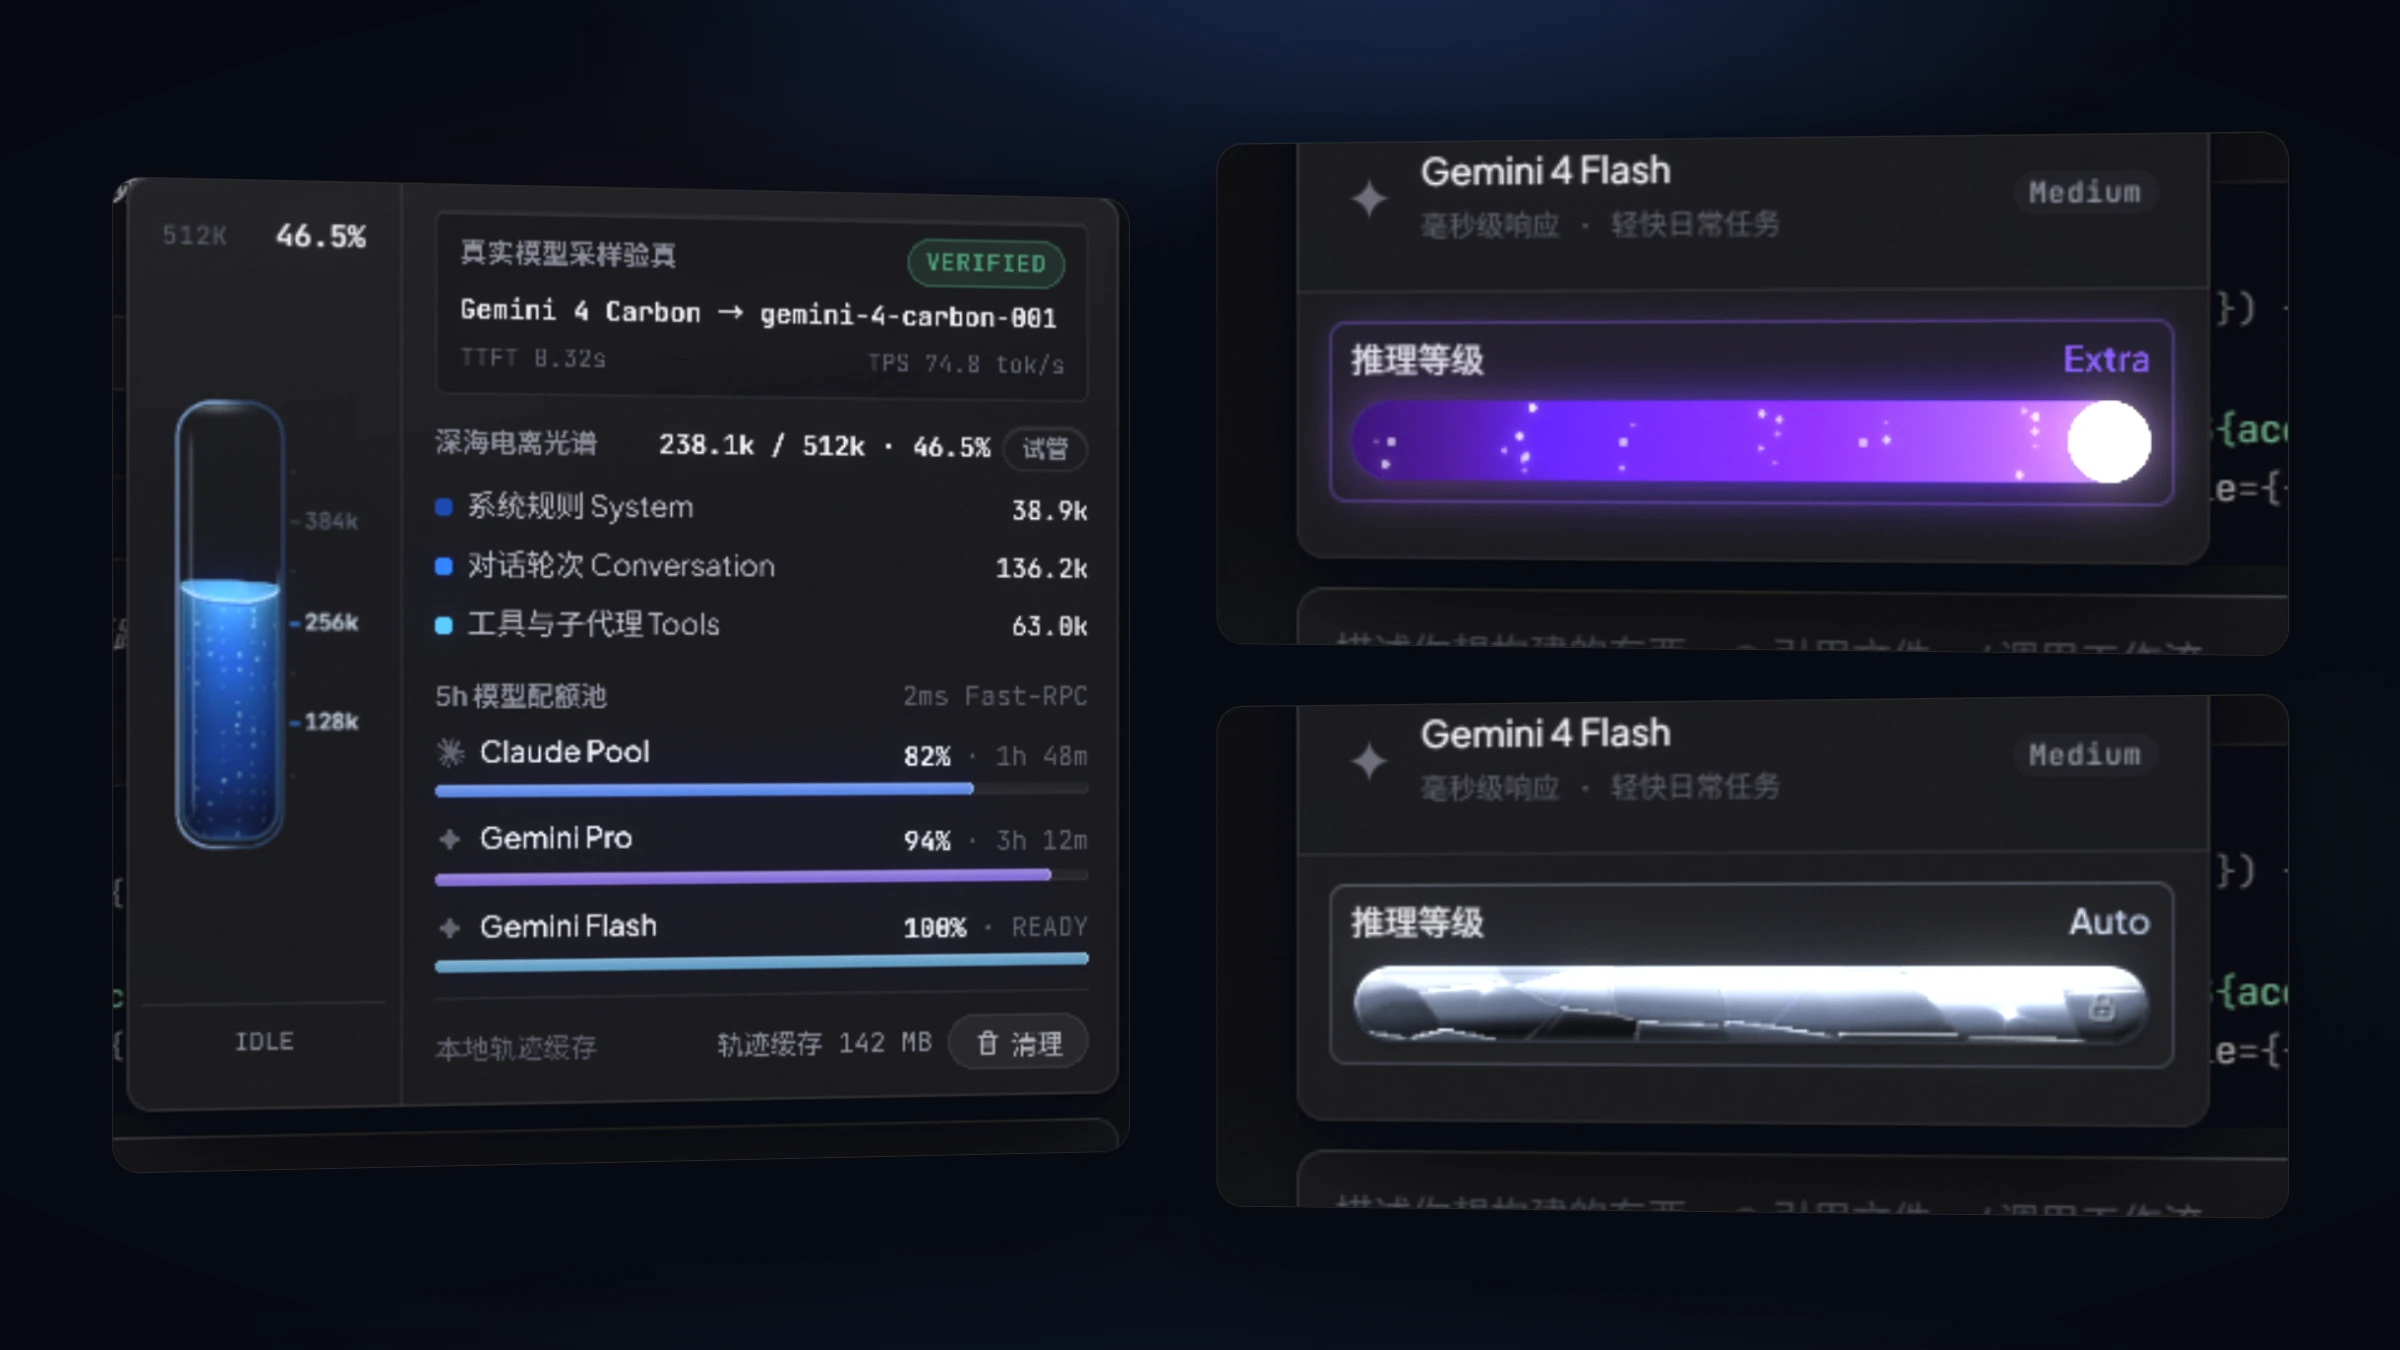 512K 46.5%
384k
256k
128k
IDLE
真实模型采样验真 VERIFIED
Gemini 4 Carbon → gemini-4-carbon-001
TTFT 8.32s TPS 74.8 tok/s
深海电离光谱 238.1k / 512k · 46.5% 试管
系统规则 System 38.9k
对话轮次 Conversation 136.2k
工具与子代理 Tools 63.0k
5h 模型配额池 2ms Fast-RPC
Claude Pool 82% · 1h 48m
Gemini Pro 94% · 3h 12m
Gemini Flash 100% · READY
本地轨迹缓存 轨迹缓存 142 MB 清理
Gemini 4 Flash Medium
毫秒级响应 · 轻快日常任务
推理等级 Extra
})
{acc
e={
Gemini 4 Flash Medium
毫秒级响应 · 轻快日常任务
推理等级 Auto
})
{acc
e={